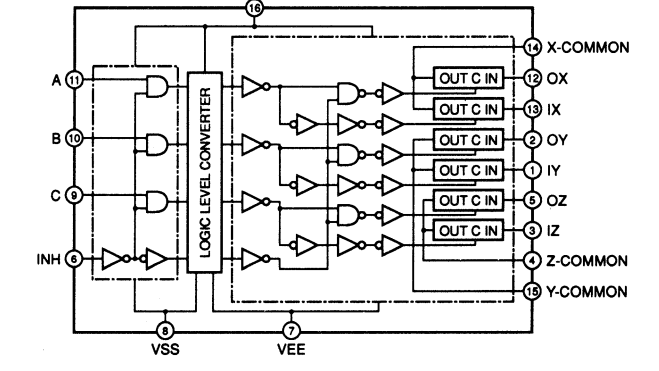 16
A 11
B 10
C 9
INH 6
LOGIC LEVEL CONVERTER
OUT C IN
OUT C IN
OUT C IN
OUT C IN
OUT C IN
OUT C IN
14 X-COMMON
12 OX
13 IX
2 OY
1 IY
5 OZ
3 IZ
4 Z-COMMON
15 Y-COMMON
8
VSS
7
VEE